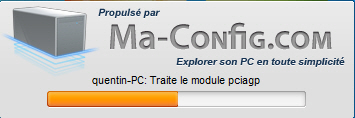 Propulsé par
Ma-Config.com
Explorer son PC en toute simplicité
quentin-PC: Traite le module pciagp